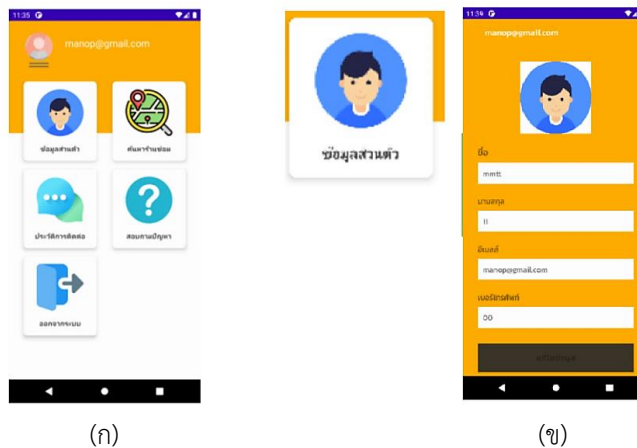 11:35
manop@gmail.com
ข้อมูลส่วนตัว
ค้นหาร้านซ่อม
ประวัติการติดต่อ
สอบถามปัญหา
ออกจากระบบ
(ก)
ข้อมูลส่วนตัว
11:39
manop@gmail.com
ชื่อ
mmtt
นามสกุล
ll
อีเมลล์
manop@gmail.com
เบอร์โทรศัพท์
00
(ข)